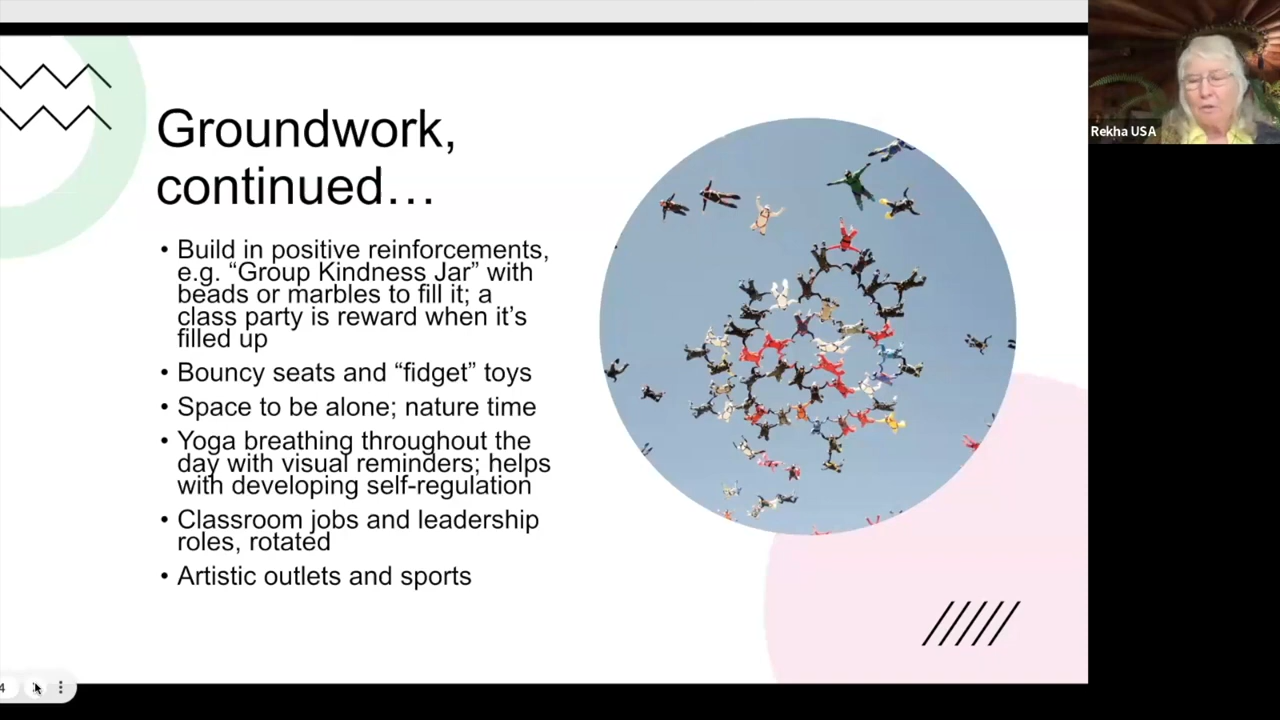 Groundwork,
continued…
• Build in positive reinforcements,
e.g. “Group Kindness Jar” with
beads or marbles to fill it; a
class party is reward when it’s
filled up
• Bouncy seats and “fidget” toys
• Space to be alone; nature time
• Yoga breathing throughout the
day with visual reminders; helps
with developing self-regulation
• Classroom jobs and leadership
roles, rotated
• Artistic outlets and sports
Rekha USA
4